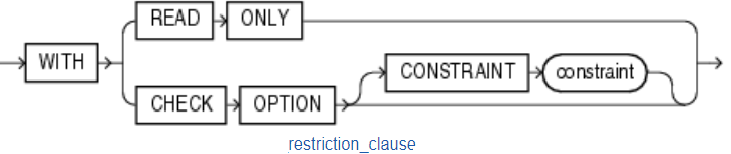 READ ONLY
WITH
CONSTRAINT constraint
CHECK OPTION
restriction_clause